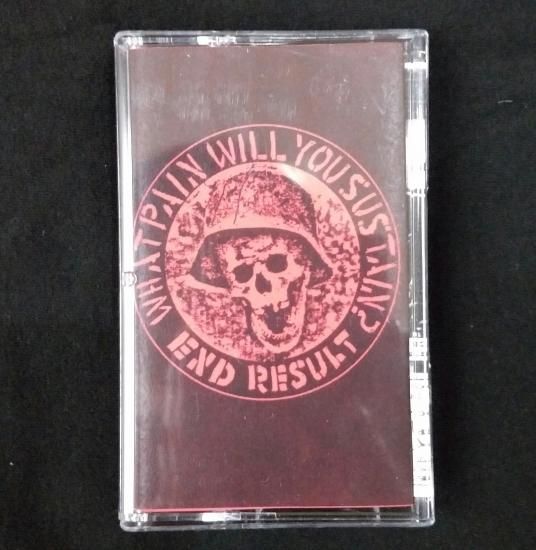 WHAT PAIN WILL YOU SUSTAIN?
END RESULT